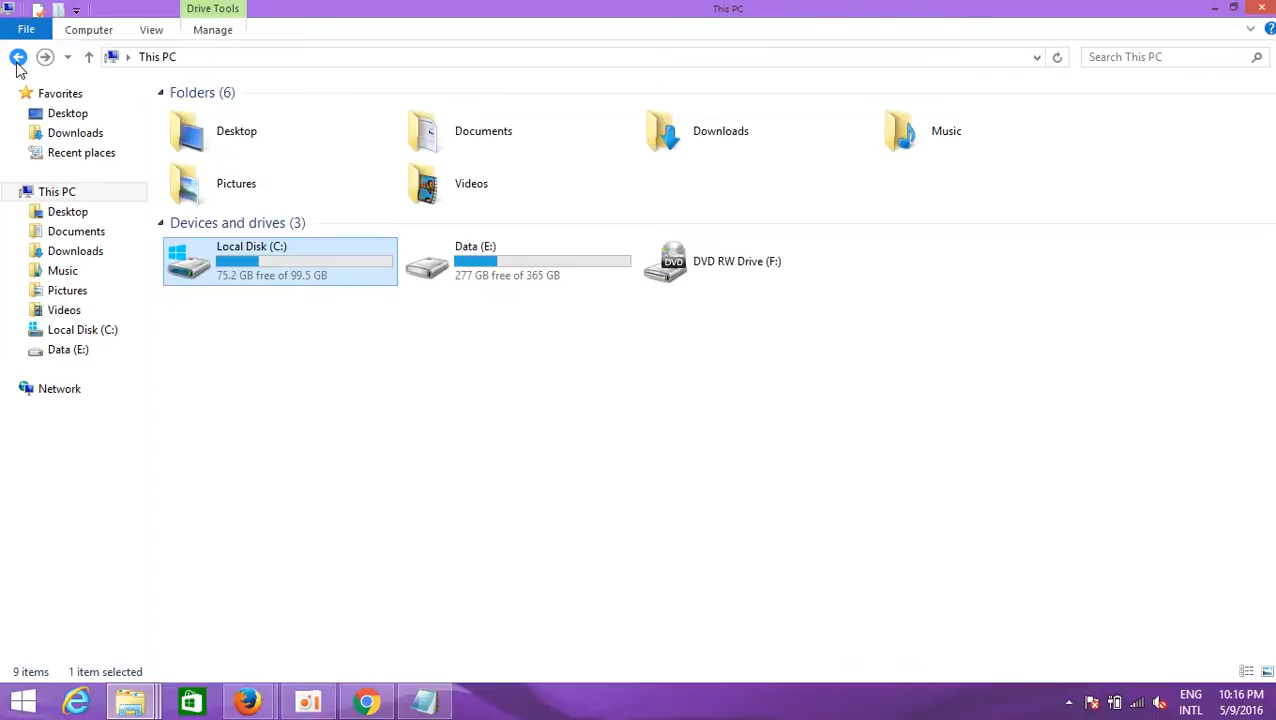 Drive Tools
This PC
File
Computer
View
Manage
This PC
Search This PC
Favorites
Desktop
Downloads
Recent places
This PC
Desktop
Documents
Downloads
Music
Pictures
Videos
Local Disk (C:)
Data (E:)
Network
Folders (6)
Desktop
Documents
Downloads
Music
Pictures
Videos
Devices and drives (3)
Local Disk (C:)
75.2 GB free of 99.5 GB
Data (E:)
277 GB free of 365 GB
DVD
DVD RW Drive (F:)
9 items
1 item selected
ENG
INTL
10:16 PM
5/9/2016